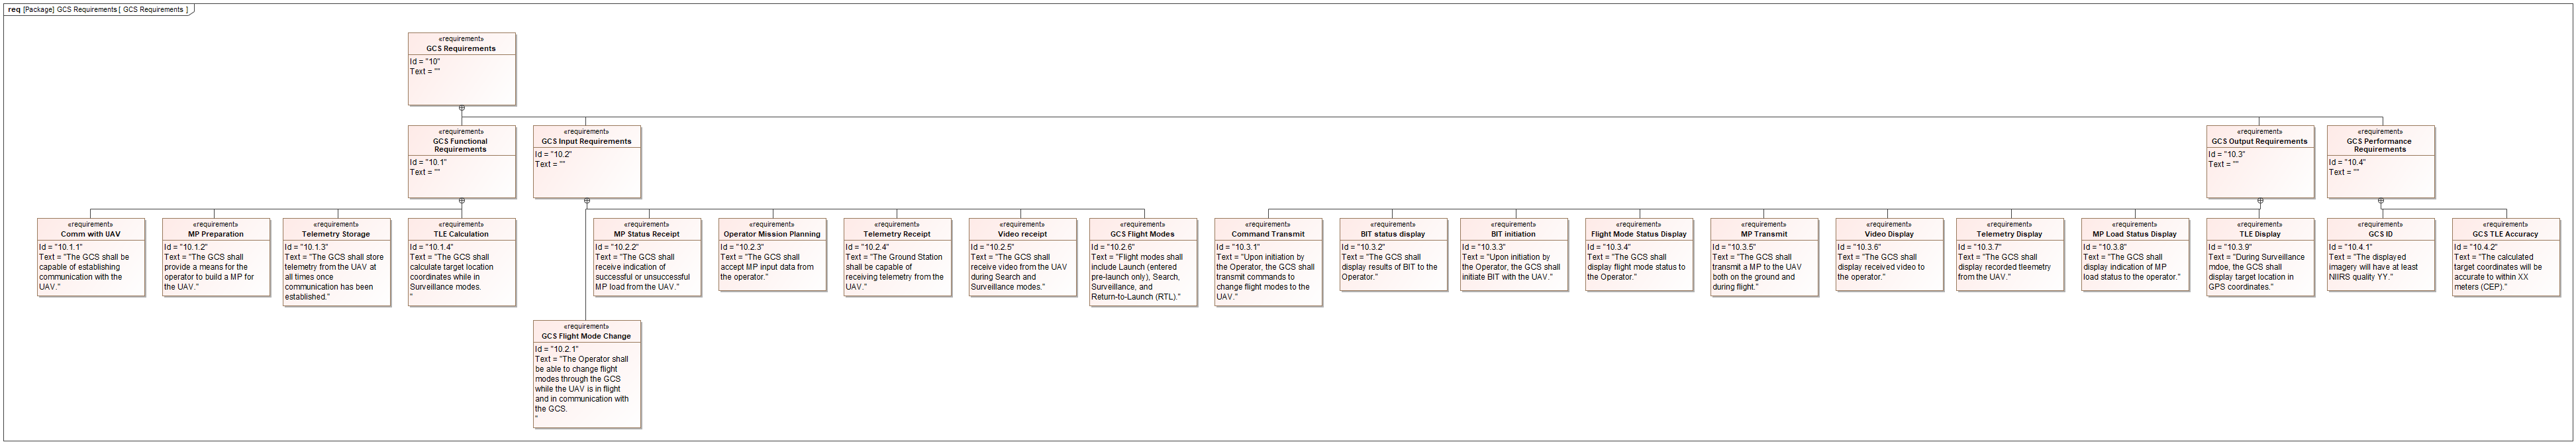 req [Package] GCS Requirements [ GCS Requirements ]
«requirement»
GCS Requirements
Id = "10"
Text = ""
«requirement»
GCS Functional
Requirements
Id = "10.1"
Text = ""
«requirement»
GCS Input Requirements
Id = "10.2"
Text = ""
«requirement»
GCS Output Requirements
Id = "10.3"
Text = ""
«requirement»
GCS Performance
Requirements
Id = "10.4"
Text = ""
«requirement»
Comm with UAV
Id = "10.1.1"
Text = "The GCS shall be
capable of establishing
communication with the
UAV."
«requirement»
MP Preparation
Id = "10.1.2"
Text = "The GCS shall
provide a means for the
operator to build a MP for
the UAV."
«requirement»
Telemetry Storage
Id = "10.1.3"
Text = "The GCS shall store
telemetry from the UAV at
all times once
communication has been
established."
«requirement»
TLE Calculation
Id = "10.1.4"
Text = "The GCS shall
calculate target location
coordinates while in
Surveillance modes.
"
«requirement»
MP Status Receipt
Id = "10.2.2"
Text = "The GCS shall
receive indication of
successful or unsuccessful
MP load from the UAV."
«requirement»
Operator Mission Planning
Id = "10.2.3"
Text = "The GCS shall
accept MP input data from
the operator."
«requirement»
Telemetry Receipt
Id = "10.2.4"
Text = "The Ground Station
shall be capable of
receiving telemetry from the
UAV."
«requirement»
Video receipt
Id = "10.2.5"
Text = "The GCS shall
receive video from the UAV
during Search and
Surveillance modes."
«requirement»
GCS Flight Modes
Id = "10.2.6"
Text = "Flight modes shall
include Launch (entered
pre-launch only), Search,
Surveillance, and
Return-to-Launch (RTL)."
«requirement»
Command Transmit
Id = "10.3.1"
Text = "Upon initiation by
the Operator, the GCS shall
transmit commands to
change flight modes to the
UAV."
«requirement»
BIT status display
Id = "10.3.2"
Text = "The GCS shall
display results of BIT to the
Operator."
«requirement»
BIT initiation
Id = "10.3.3"
Text = "Upon initiation by
the Operator, the GCS shall
initiate BIT with the UAV."
«requirement»
Flight Mode Status Display
Id = "10.3.4"
Text = "The GCS shall
display flight mode status to
the Operator."
«requirement»
MP Transmit
Id = "10.3.5"
Text = "The GCS shall
transmit a MP to the UAV
both on the ground and
during flight."
«requirement»
Video Display
Id = "10.3.6"
Text = "The GCS shall
display received video to
the operator."
«requirement»
Telemetry Display
Id = "10.3.7"
Text = "The GCS shall
display recorded tleemetry
from the UAV."
«requirement»
MP Load Status Display
Id = "10.3.8"
Text = "The GCS shall
display indication of MP
load status to the operator."
«requirement»
TLE Display
Id = "10.3.9"
Text = "During Surveillance
mdoe, the GCS shall
display target location in
GPS coordinates."
«requirement»
GCS ID
Id = "10.4.1"
Text = "The displayed
imagery will have at least
NIIRS quality YY."
«requirement»
GCS TLE Accuracy
Id = "10.4.2"
Text = "The calculated
target coordinates will be
accurate to within XX
meters (CEP)."
«requirement»
GCS Flight Mode Change
Id = "10.2.1"
Text = "The Operator shall
be able to change flight
modes through the GCS
while the UAV is in flight
and in communication with
the GCS.
"